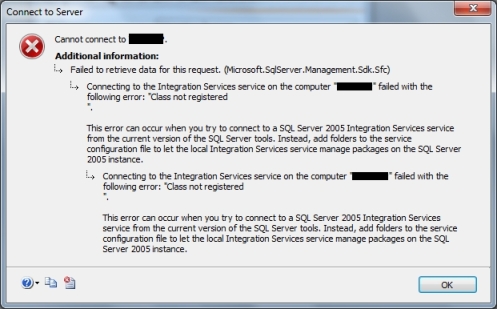 Connect to Server
Cannot connect to .
Additional information:
Failed to retrieve data for this request. (Microsoft.SqlServer.Management.Sdk.Sfc)
Connecting to the Integration Services service on the computer "" failed with the
following error: "Class not registered
".
This error can occur when you try to connect to a SQL Server 2005 Integration Services service
from the current version of the SQL Server tools. Instead, add folders to the service
configuration file to let the local Integration Services service manage packages on the SQL Server
2005 instance.
Connecting to the Integration Services service on the computer "" failed with the
following error: "Class not registered
".
This error can occur when you try to connect to a SQL Server 2005 Integration Services
service from the current version of the SQL Server tools. Instead, add folders to the service
configuration file to let the local Integration Services service manage packages on the SQL
Server 2005 instance.
OK